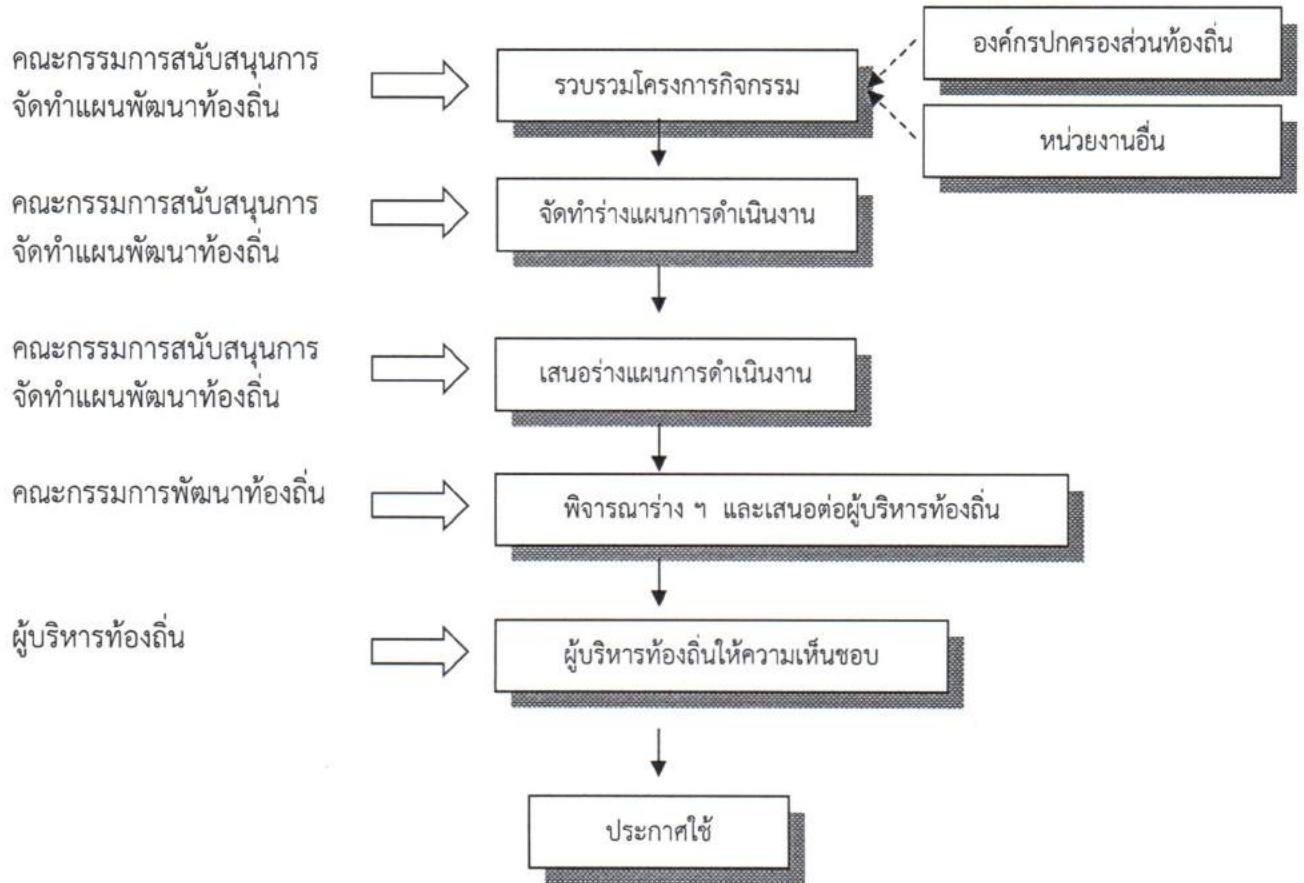 คณะกรรมการสนับสนุนการ
จัดทำแผนพัฒนาท้องถิ่น
รวบรวมโครงการกิจกรรม
องค์กรปกครองส่วนท้องถิ่น
หน่วยงานอื่น
คณะกรรมการสนับสนุนการ
จัดทำแผนพัฒนาท้องถิ่น
จัดทำร่างแผนการดำเนินงาน
คณะกรรมการสนับสนุนการ
จัดทำแผนพัฒนาท้องถิ่น
เสนอร่างแผนการดำเนินงาน
คณะกรรมการพัฒนาท้องถิ่น
พิจารณาร่าง ฯ และเสนอต่อผู้บริหารท้องถิ่น
ผู้บริหารท้องถิ่น
ผู้บริหารท้องถิ่นให้ความเห็นชอบ
ประกาศใช้